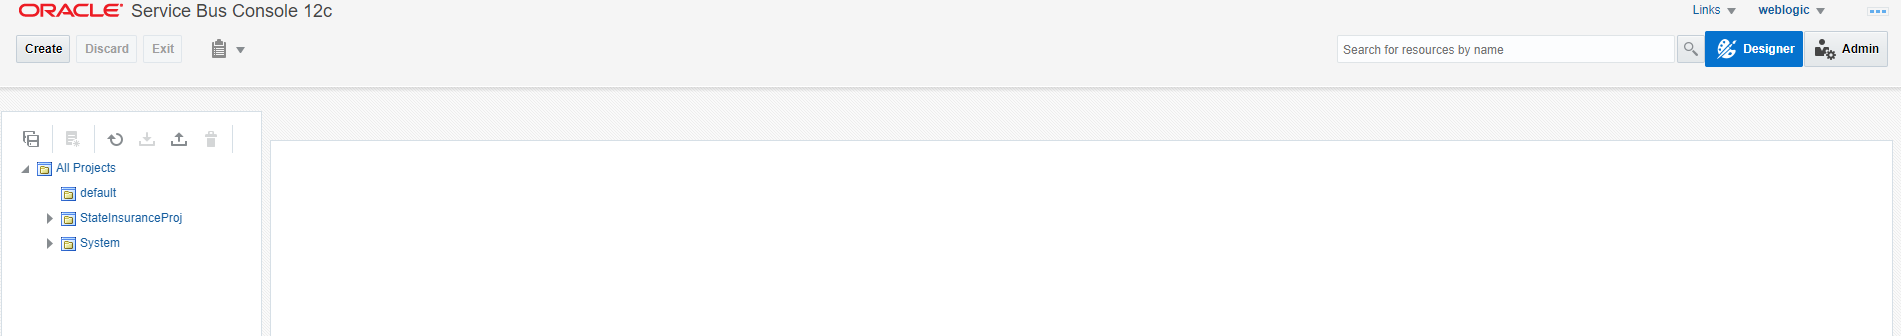 ORACLE Service Bus Console 12c
Links weblogic
Create Discard Exit
Search for resources by name
Designer Admin
All Projects
default
StateInsuranceProj
System